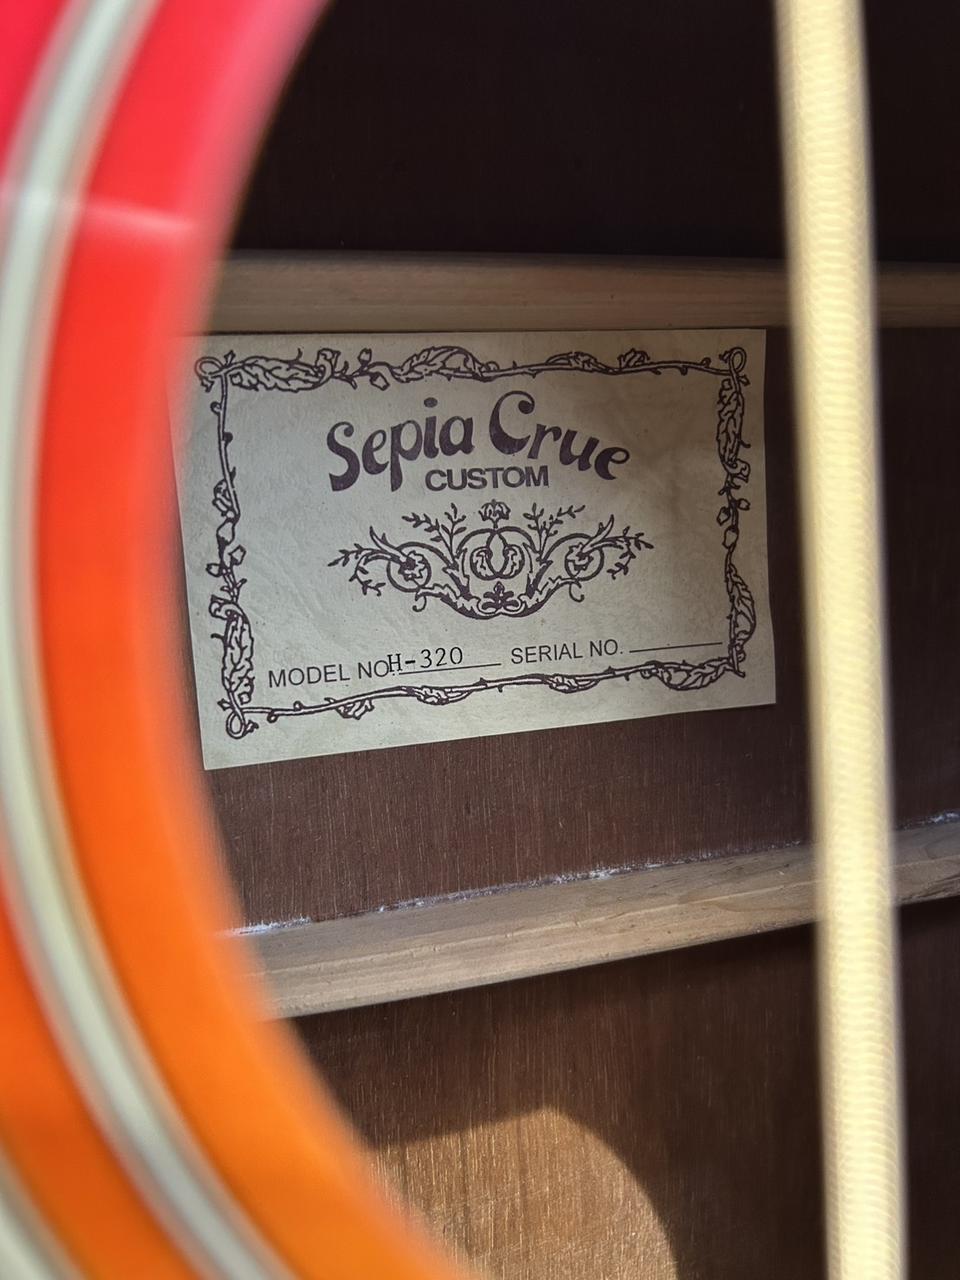 Sepia Crue
CUSTOM
MODEL NO. H-320 SERIAL NO.